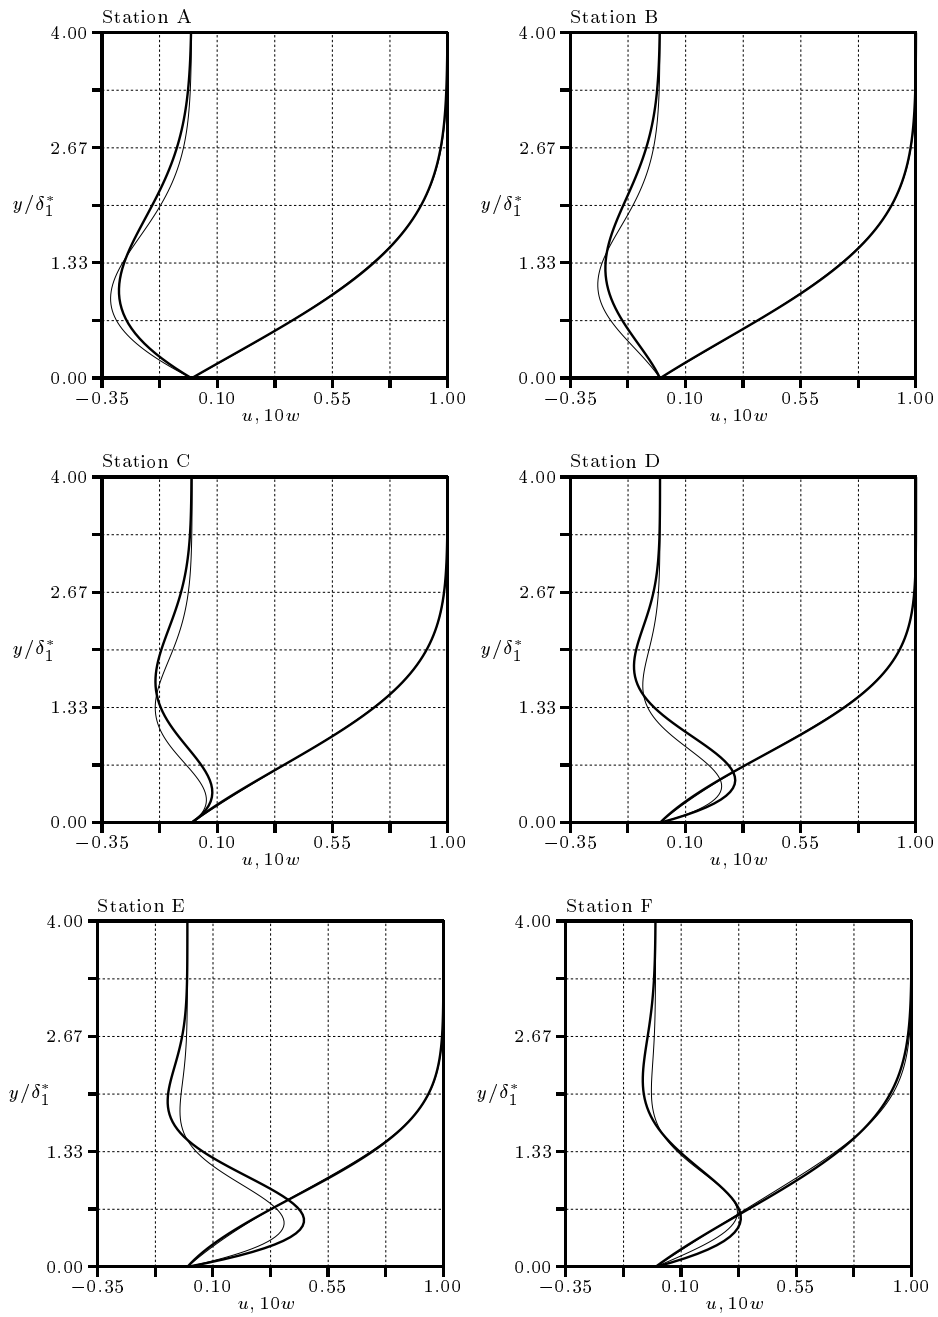 Station A
4.00
2.67
y/δ₁*
1.33
0.00
−0.35 0.10 0.55 1.00
u, 10w
Station B
4.00
2.67
y/δ₁*
1.33
0.00
−0.35 0.10 0.55 1.00
u, 10w
Station C
4.00
2.67
y/δ₁*
1.33
0.00
−0.35 0.10 0.55 1.00
u, 10w
Station D
4.00
2.67
y/δ₁*
1.33
0.00
−0.35 0.10 0.55 1.00
u, 10w
Station E
4.00
2.67
y/δ₁*
1.33
0.00
−0.35 0.10 0.55 1.00
u, 10w
Station F
4.00
2.67
y/δ₁*
1.33
0.00
−0.35 0.10 0.55 1.00
u, 10w